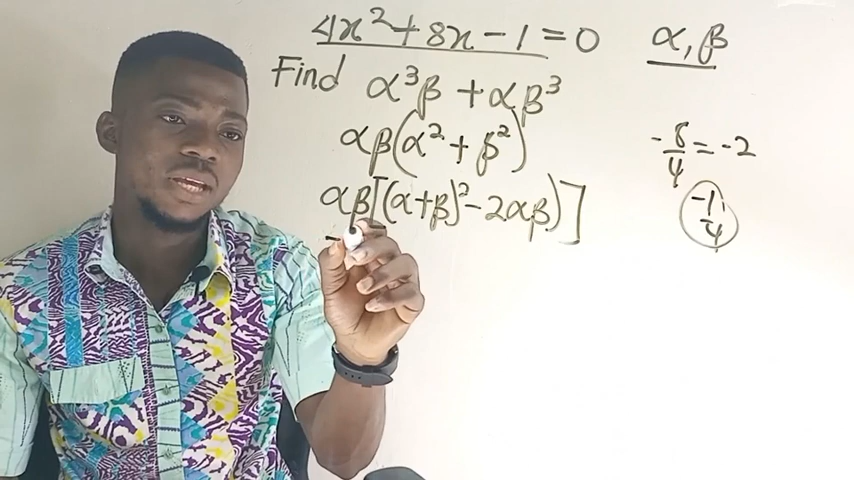 4x² + 8x - 1 = 0 α, β
Find α³β + αβ³
αβ(α² + β²)
αβ[(α+β)² - 2αβ)]
-8/4 = -2
-1/4